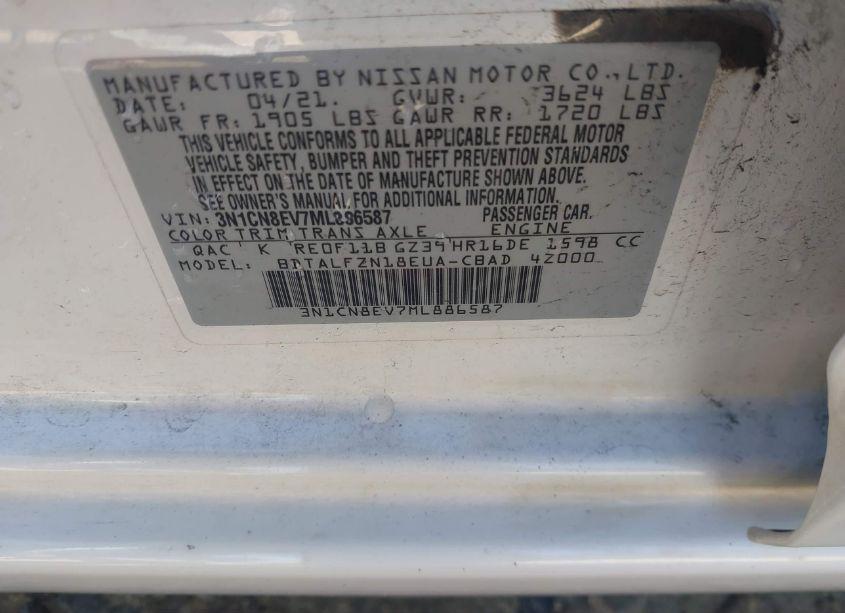 MANUFACTURED BY NISSAN MOTOR CO., LTD.
DATE: 04/21. GVWR: 3624 LBS
GAWR FR: 1905 LBS GAWR RR: 1720 LBS
THIS VEHICLE CONFORMS TO ALL APPLICABLE FEDERAL MOTOR
VEHICLE SAFETY, BUMPER AND THEFT PREVENTION STANDARDS
IN EFFECT ON THE DATE OF MANUFACTURE SHOWN ABOVE.
SEE OWNER'S MANUAL FOR ADDITIONAL INFORMATION.
VIN: 3N1CN8EV7ML886587 PASSENGER CAR.
COLOR TRIM TRANS AXLE ENGINE
QAC K RE0F11B GZ39 HR16DE 1598 CC
MODEL: BDTALFZN18EUA-CBAD 4Z000
3N1CN8EV7ML886587